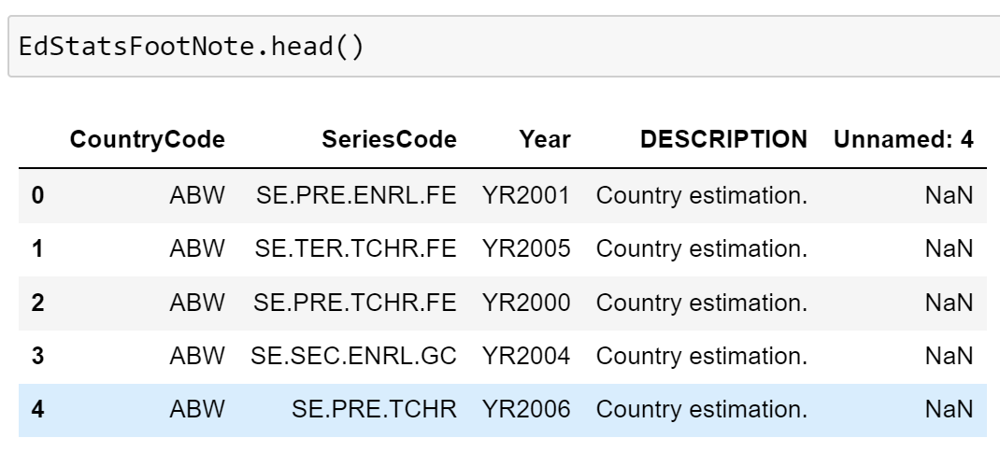 EdStatsFootNote.head()
CountryCode SeriesCode Year DESCRIPTION Unnamed: 4
0 ABW SE.PRE.ENRL.FE YR2001 Country estimation. NaN
1 ABW SE.TER.TCHR.FE YR2005 Country estimation. NaN
2 ABW SE.PRE.TCHR.FE YR2000 Country estimation. NaN
3 ABW SE.SEC.ENRL.GC YR2004 Country estimation. NaN
4 ABW SE.PRE.TCHR YR2006 Country estimation. NaN